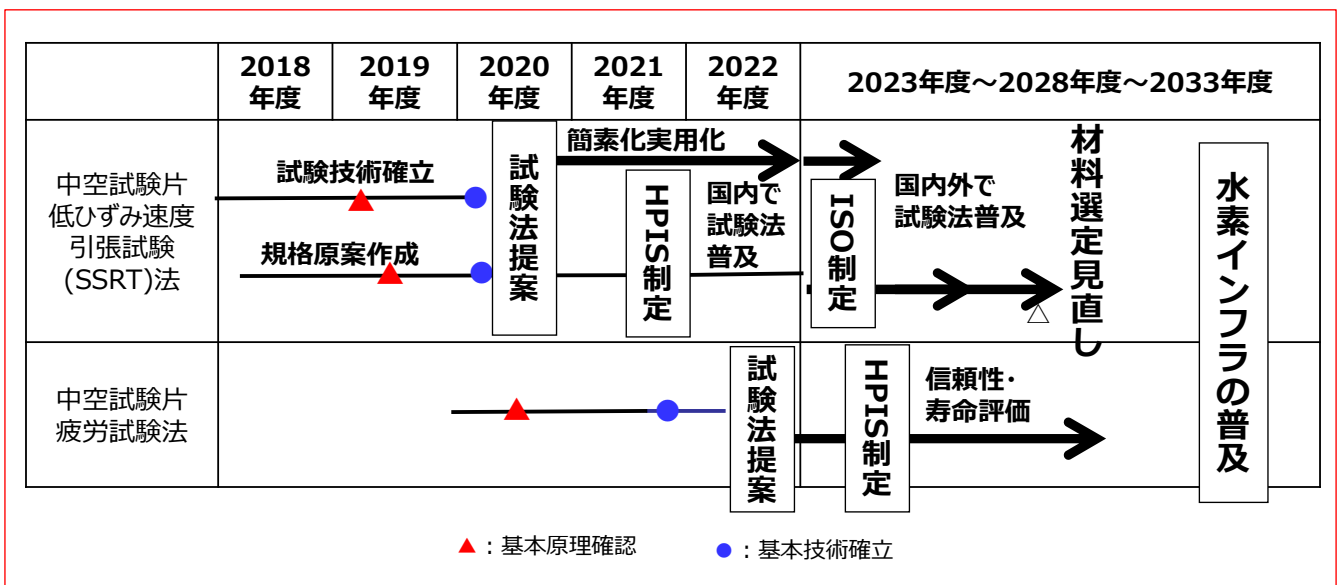 2018
年度
2019
年度
2020
年度
2021
年度
2022
年度
2023年度～2028年度～2033年度
中空試験片
低ひずみ速度
引張試験
(SSRT)法
試験技術確立
規格原案作成
試験法提案
簡素化実用化
HPIS制定
国内で
試験法
普及
ISO制定
国内外で
試験法普及
材料選定見直し
水素インフラの普及
中空試験片
疲労試験法
試験法提案
HPIS制定
信頼性・
寿命評価
▲：基本原理確認
●：基本技術確立